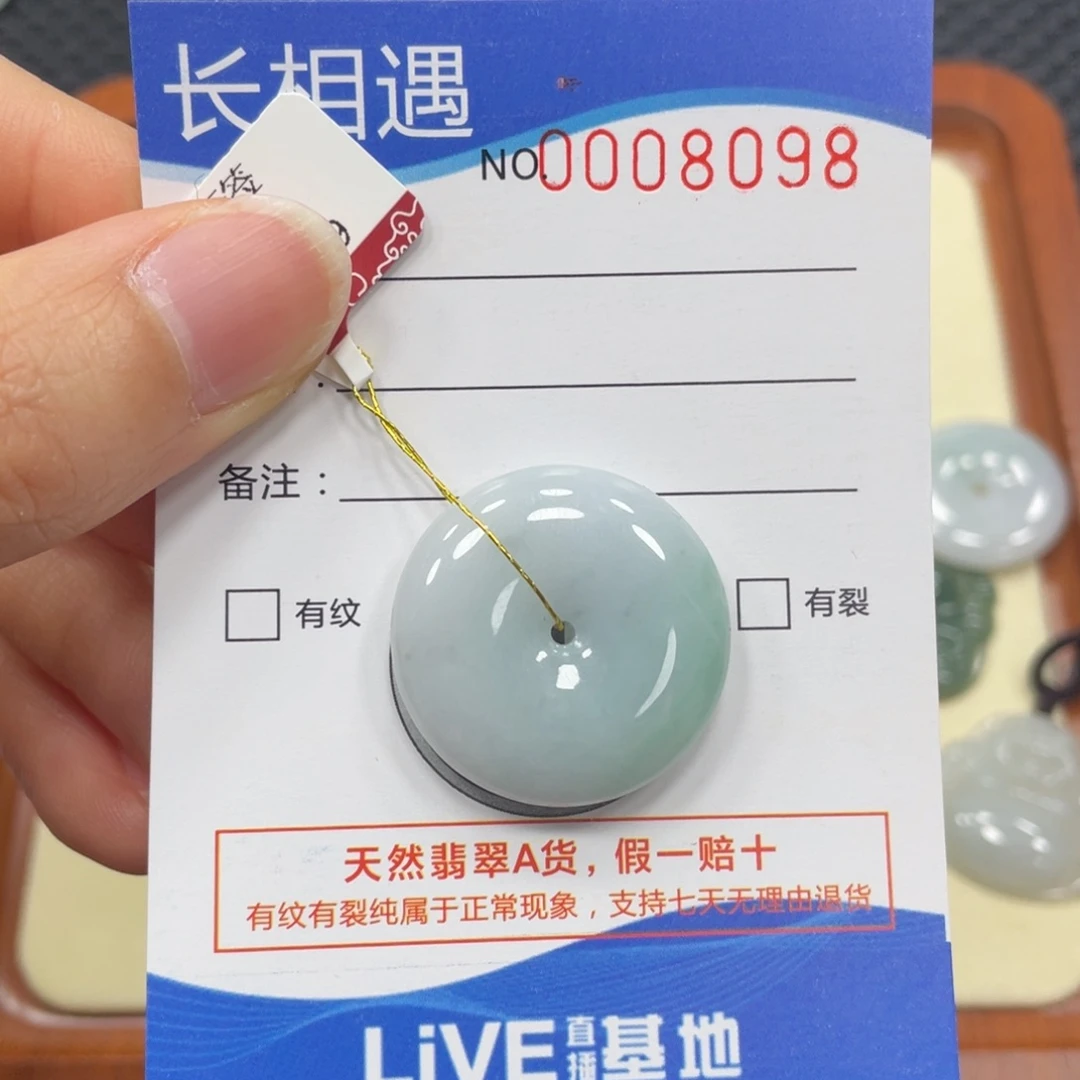 长相遇
NO.0008098
备注：
有纹
有裂
天然翡翠A货，假一赔十
有纹有裂纯属于正常现象，支持七天无理由退货
LiVE直播基地